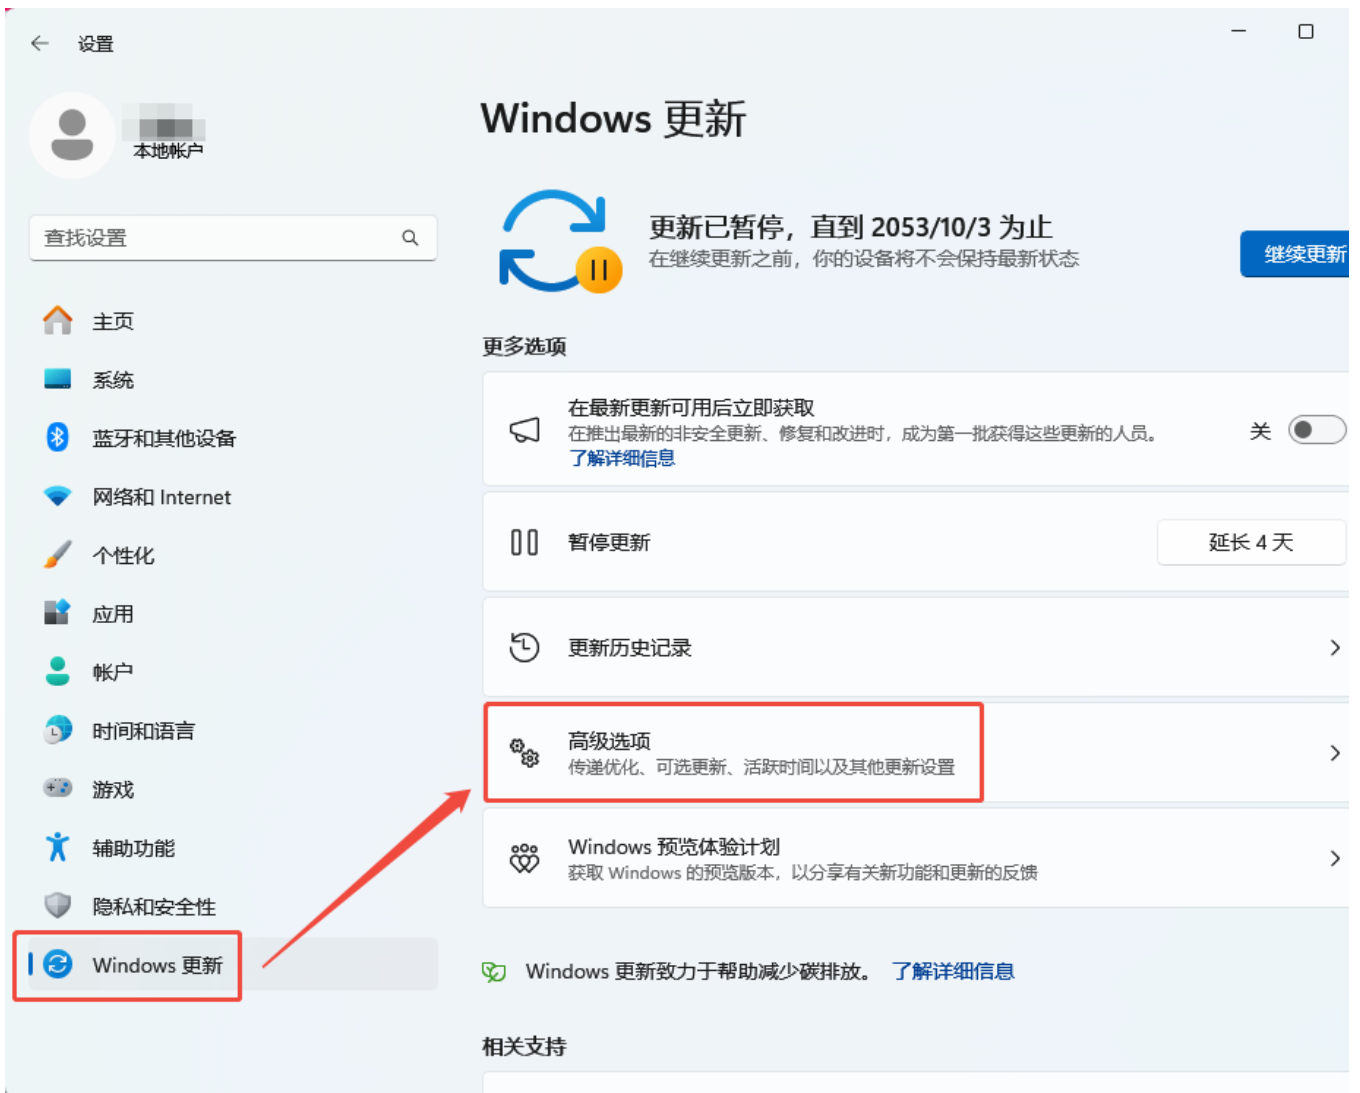 设置
本地帐户
查找设置
主页
系统
蓝牙和其他设备
网络和 Internet
个性化
应用
帐户
时间和语言
游戏
辅助功能
隐私和安全性
Windows 更新
Windows 更新
更新已暂停，直到 2053/10/3 为止
在继续更新之前，你的设备将不会保持最新状态
继续更新
更多选项
在最新更新可用后立即获取
在推出最新的非安全更新、修复和改进时，成为第一批获得这些更新的人员。
了解详细信息
关
暂停更新
延长 4 天
更新历史记录
高级选项
传递优化、可选更新、活跃时间以及其他更新设置
Windows 预览体验计划
获取 Windows 的预览版本，以分享有关新功能和更新的反馈
Windows 更新致力于帮助减少碳排放。 了解详细信息
相关支持